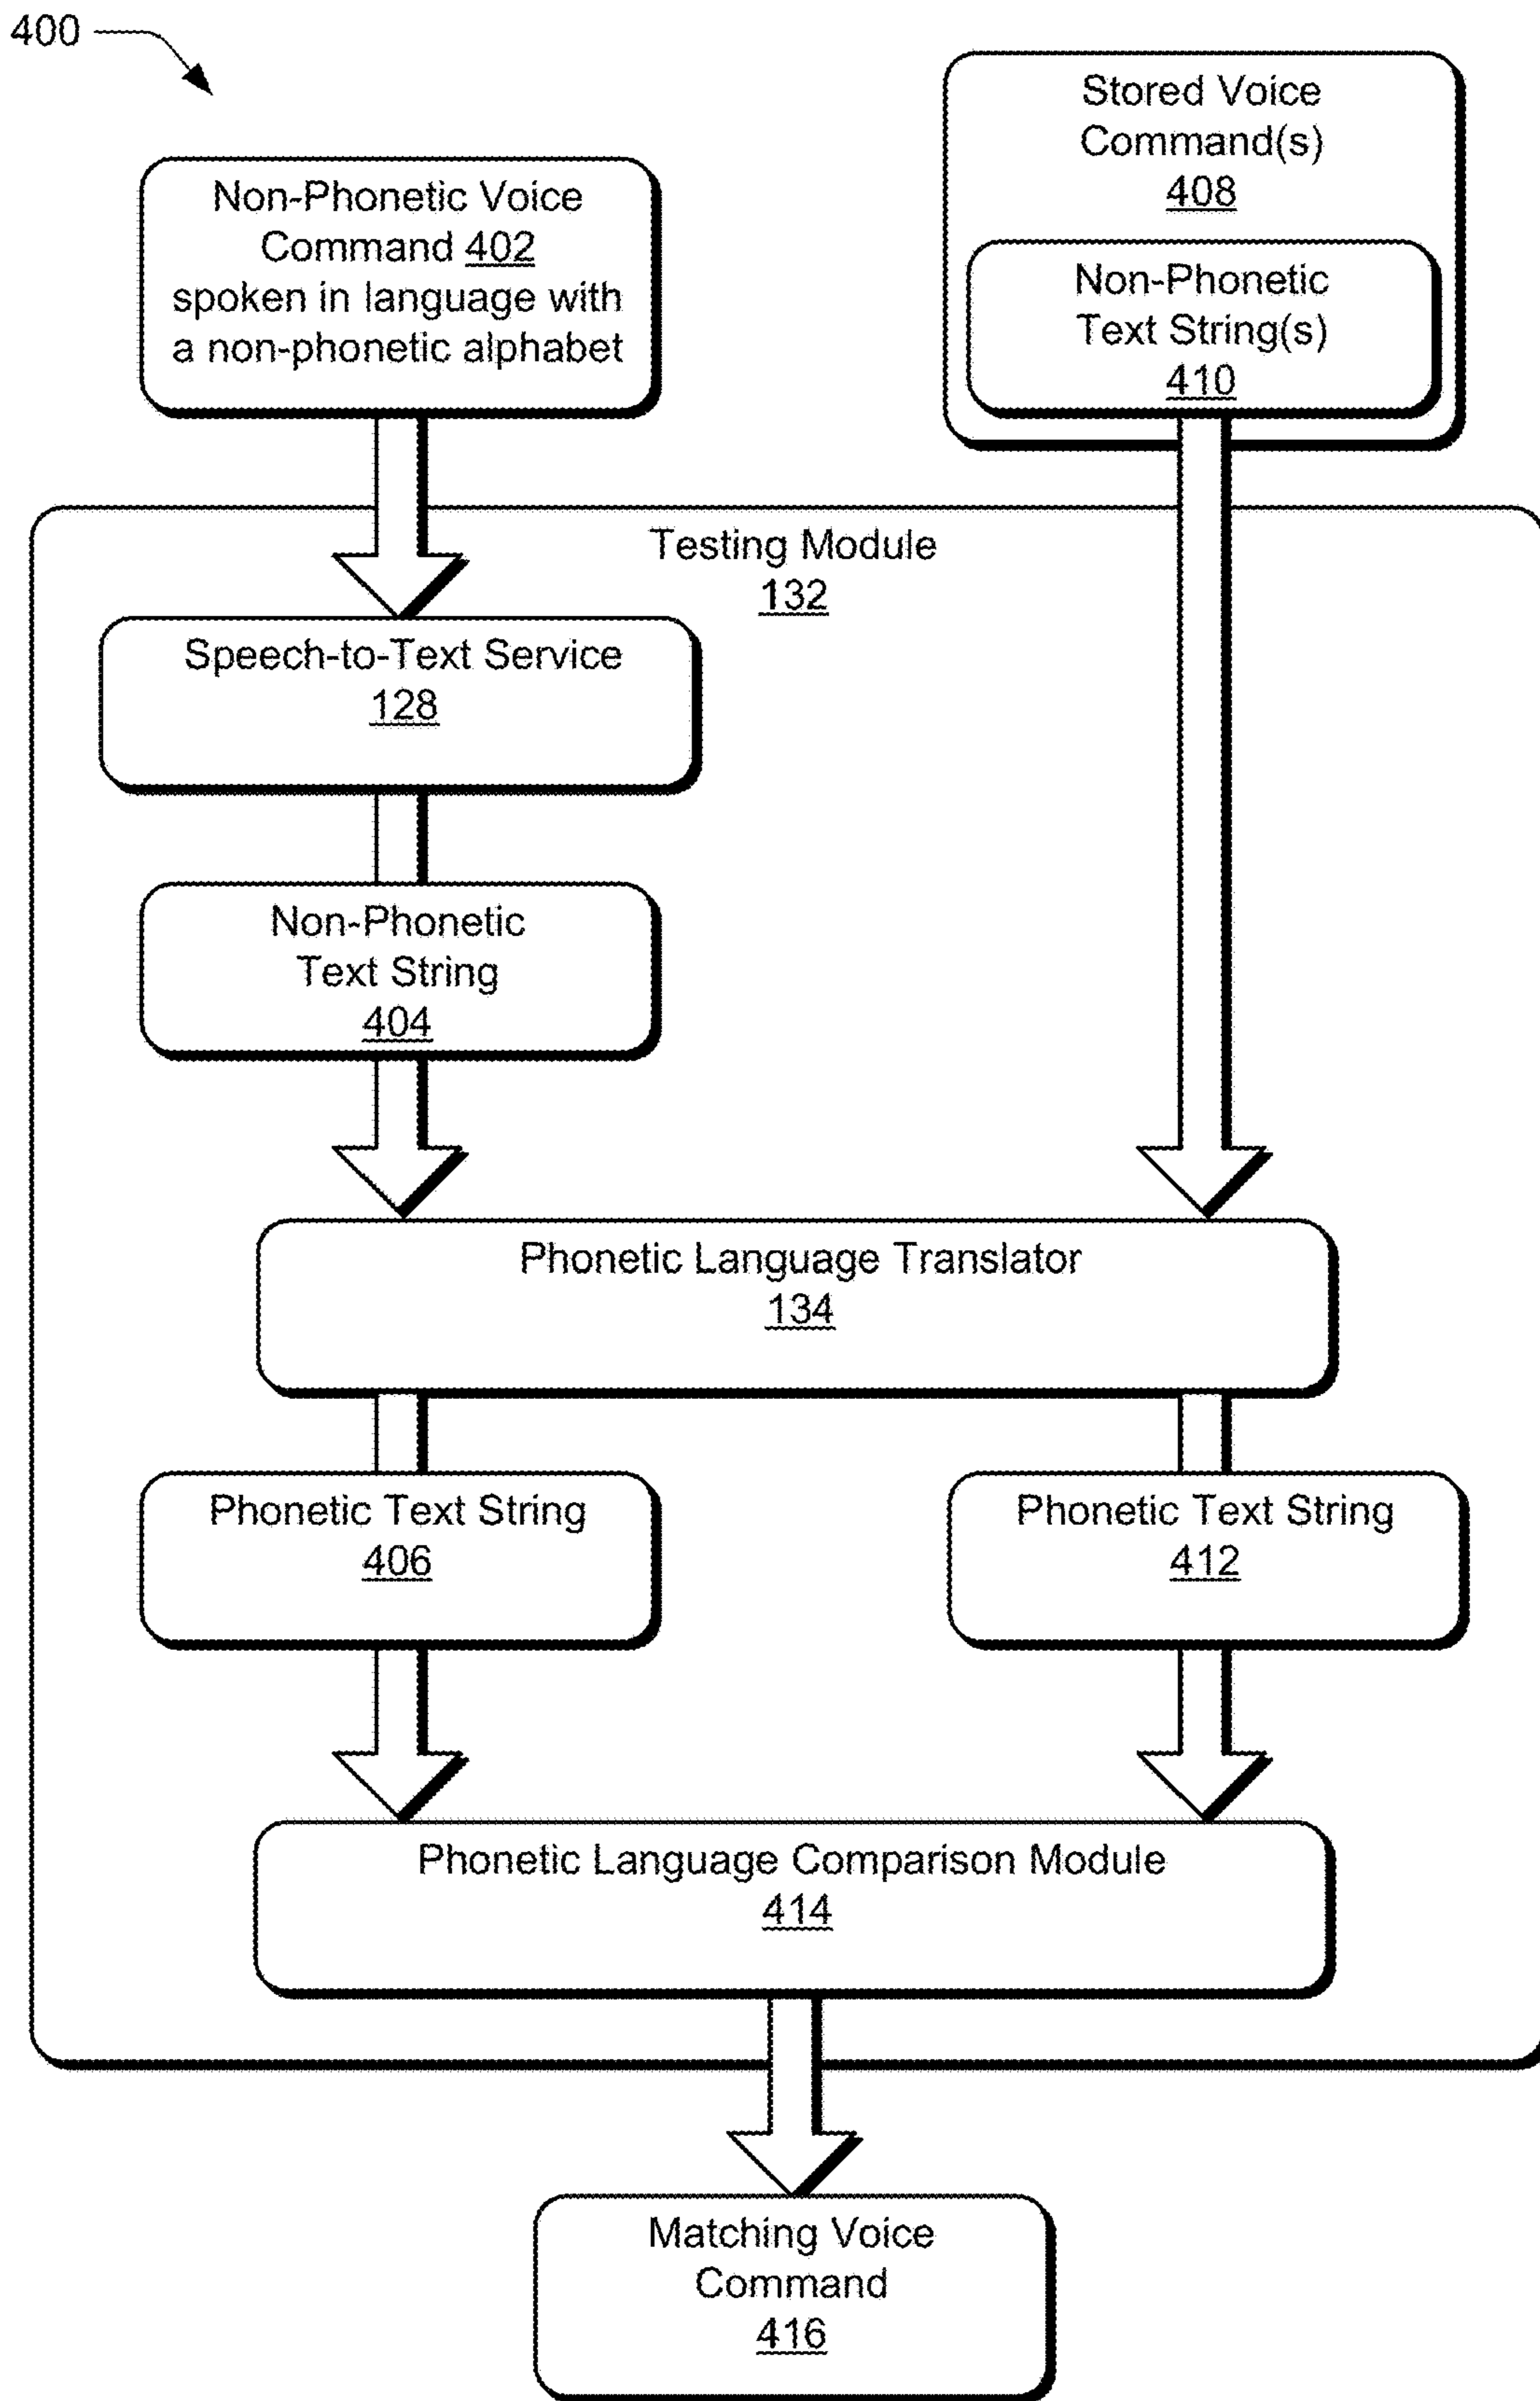 400
Stored Voice
Command(s)
408
Non-Phonetic Voice
Command 402
spoken in language with
a non-phonetic alphabet
Non-Phonetic
Text String(s)
410
Testing Module
132
Speech-to-Text Service
128
Non-Phonetic
Text String
404
Phonetic Language Translator
134
Phonetic Text String
406
Phonetic Text String
412
Phonetic Language Comparison Module
414
Matching Voice
Command
416